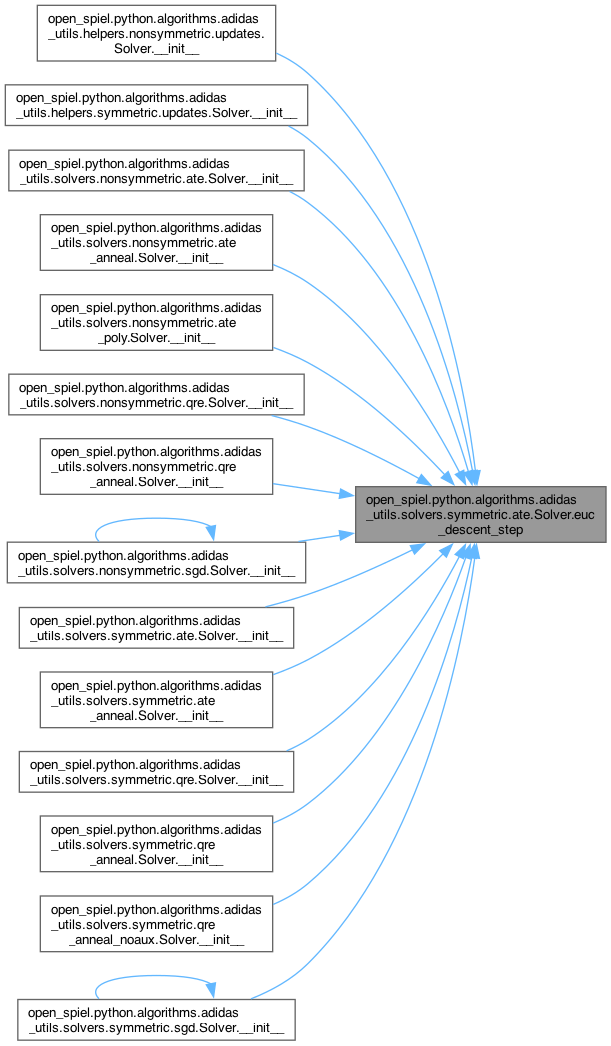 open_spiel.python.algorithms.adidas
_utils.helpers.nonsymmetric.updates.
Solver.__init__
open_spiel.python.algorithms.adidas
_utils.helpers.symmetric.updates.Solver.__init__
open_spiel.python.algorithms.adidas
_utils.solvers.nonsymmetric.ate.Solver.__init__
open_spiel.python.algorithms.adidas
_utils.solvers.nonsymmetric.ate
_anneal.Solver.__init__
open_spiel.python.algorithms.adidas
_utils.solvers.nonsymmetric.ate
_poly.Solver.__init__
open_spiel.python.algorithms.adidas
_utils.solvers.nonsymmetric.qre.Solver.__init__
open_spiel.python.algorithms.adidas
_utils.solvers.nonsymmetric.qre
_anneal.Solver.__init__
open_spiel.python.algorithms.adidas
_utils.solvers.symmetric.ate.Solver.euc
_descent_step
open_spiel.python.algorithms.adidas
_utils.solvers.nonsymmetric.sgd.Solver.__init__
open_spiel.python.algorithms.adidas
_utils.solvers.symmetric.ate.Solver.__init__
open_spiel.python.algorithms.adidas
_utils.solvers.symmetric.ate
_anneal.Solver.__init__
open_spiel.python.algorithms.adidas
_utils.solvers.symmetric.qre.Solver.__init__
open_spiel.python.algorithms.adidas
_utils.solvers.symmetric.qre
_anneal.Solver.__init__
open_spiel.python.algorithms.adidas
_utils.solvers.symmetric.qre
_anneal_noaux.Solver.__init__
open_spiel.python.algorithms.adidas
_utils.solvers.symmetric.sgd.Solver.__init__